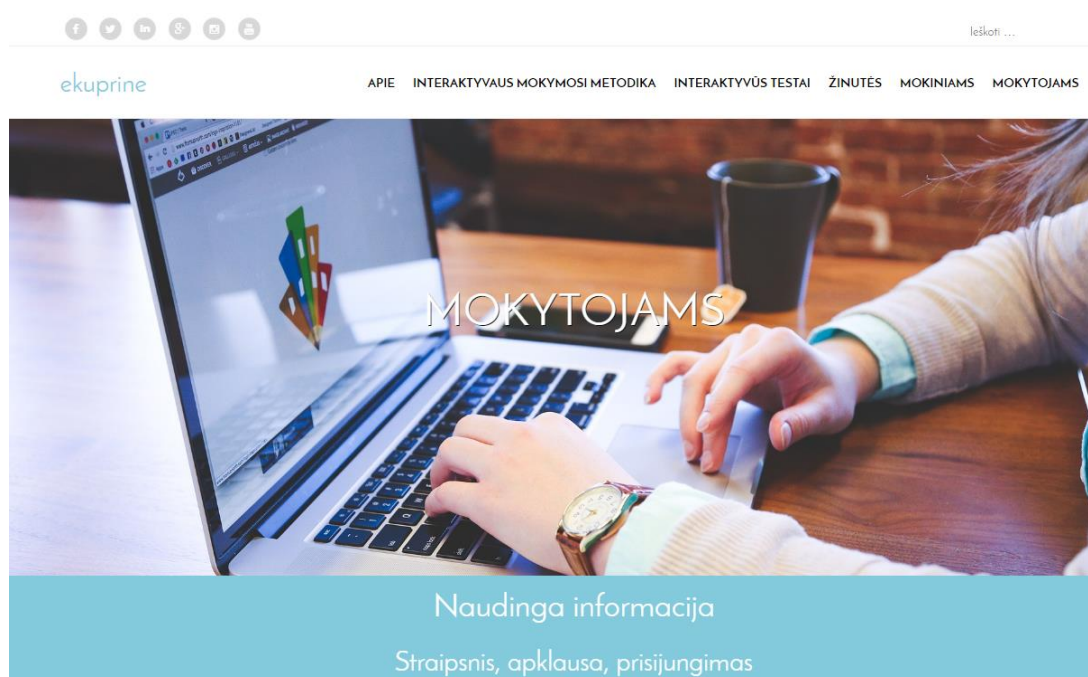 Ieškoti ...
ekuprine
APIE INTERAKTYVAUS MOKYMOSI METODIKA INTERAKTYVŪS TESTAI ŽINUTĖS MOKINIAMS MOKYTOJAMS
MOKYTOJAMS
Naudinga informacija
Straipsnis, apklausa, prisijungimas